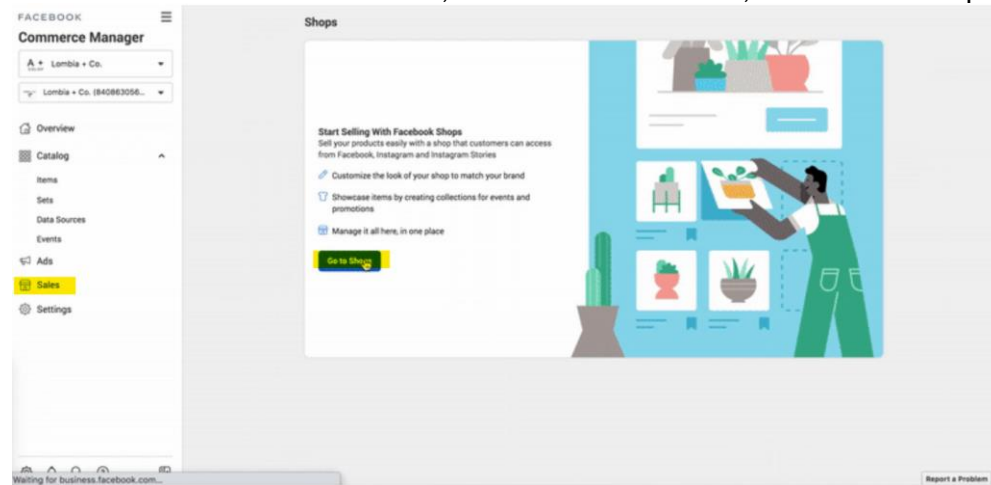 FACEBOOK
Commerce Manager
Lombia + Co.
Lombia + Co. (840863056...
Overview
Catalog
Items
Sets
Data Sources
Events
Ads
Sales
Settings
Shops
Start Selling With Facebook Shops
Sell your products easily with a shop that customers can access
from Facebook, Instagram and Instagram Stories
Customize the look of your shop to match your brand
Showcase items by creating collections for events and
promotions
Manage it all here, in one place
Go to Shops
Waiting for business.facebook.com...
Report a Problem